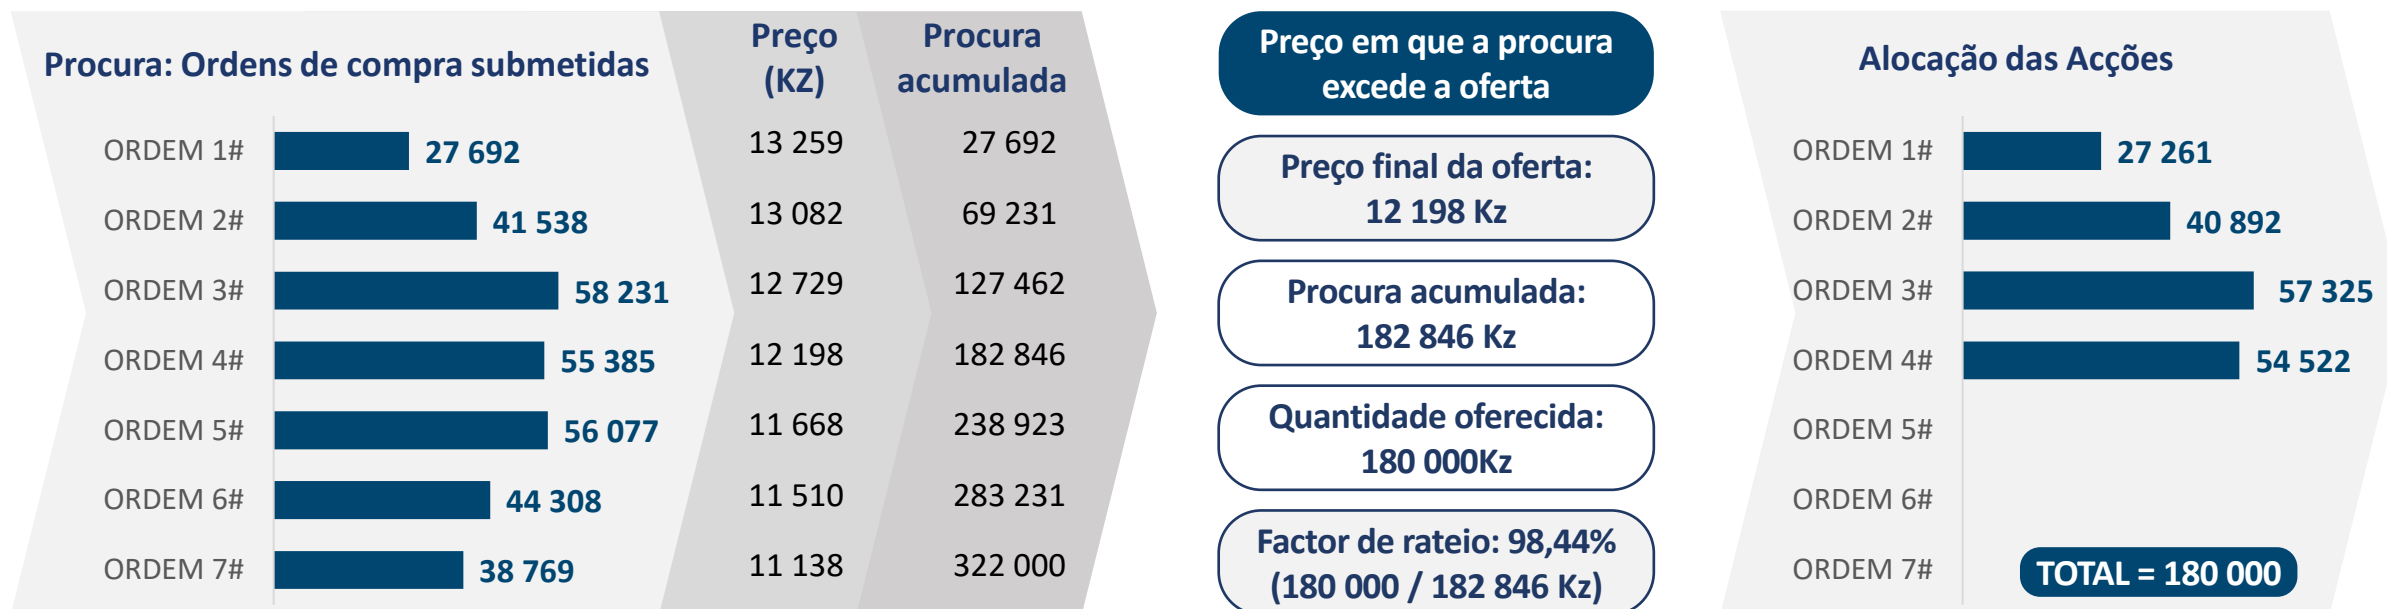 Procura: Ordens de compra submetidas
Preço
(KZ)
Procura
acumulada
ORDEM 1# 27 692 13 259 27 692
ORDEM 2# 41 538 13 082 69 231
ORDEM 3# 58 231 12 729 127 462
ORDEM 4# 55 385 12 198 182 846
ORDEM 5# 56 077 11 668 238 923
ORDEM 6# 44 308 11 510 283 231
ORDEM 7# 38 769 11 138 322 000
Preço em que a procura
excede a oferta
Preço final da oferta:
12 198 Kz
Procura acumulada:
182 846 Kz
Quantidade oferecida:
180 000Kz
Factor de rateio: 98,44%
(180 000 / 182 846 Kz)
Alocação das Acções
ORDEM 1# 27 261
ORDEM 2# 40 892
ORDEM 3# 57 325
ORDEM 4# 54 522
ORDEM 5#
ORDEM 6#
ORDEM 7#
TOTAL = 180 000